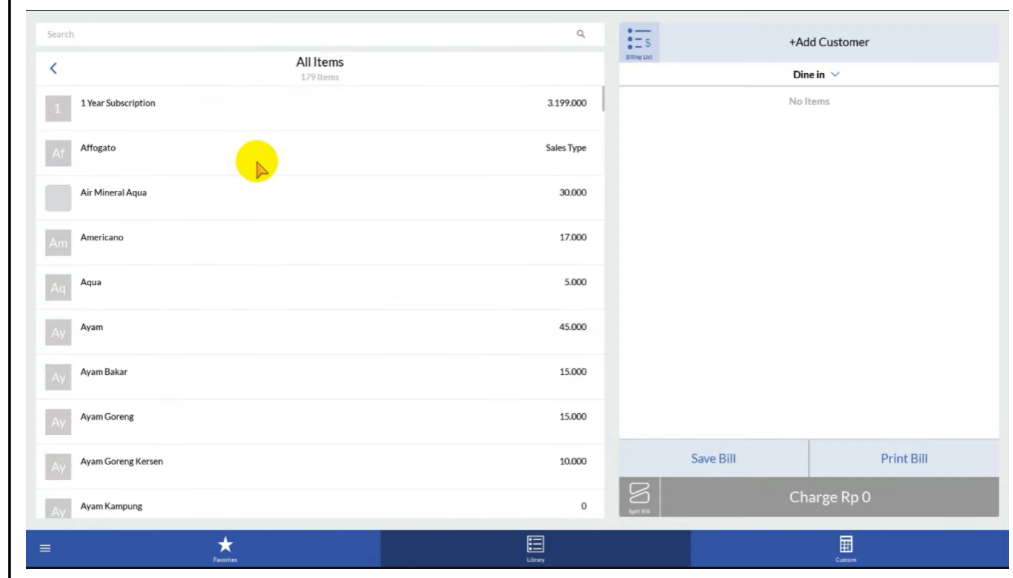 Search
All Items
179 Items
1
1 Year Subscription
3.199.000
Af
Affogato
Sales Type
Air Mineral Aqua
30.000
Am
Americano
17.000
Aq
Aqua
5.000
Ay
Ayam
45.000
Ay
Ayam Bakar
15.000
Ay
Ayam Goreng
15.000
Ay
Ayam Goreng Kersen
10.000
Ay
Ayam Kampung
0
S
Billing List
+Add Customer
Dine in
No Items
Save Bill
Print Bill
Split Bill
Charge Rp 0
Favorites
Library
Custom